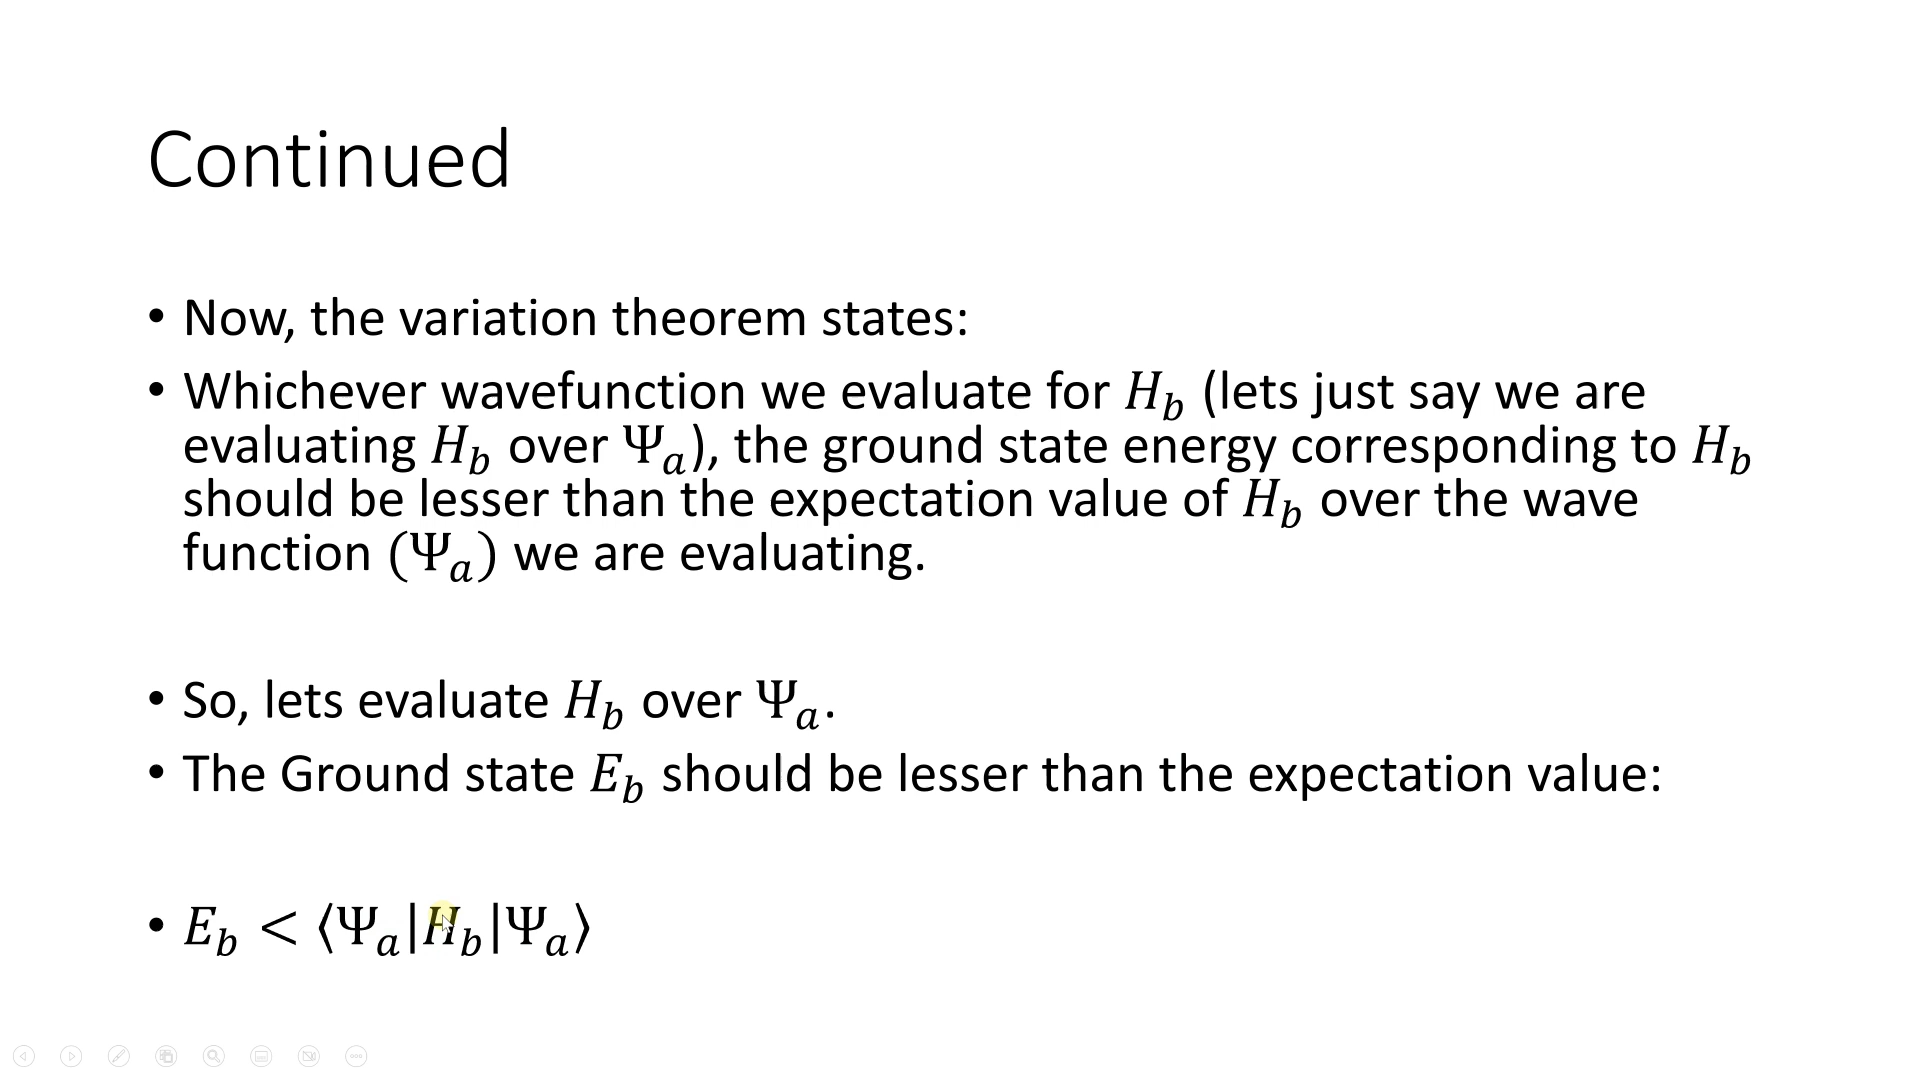 Continued
• Now, the variation theorem states:
• Whichever wavefunction we evaluate for H_b (lets just say we are
evaluating H_b over Ψ_a), the ground state energy corresponding to H_b
should be lesser than the expectation value of H_b over the wave
function (Ψ_a) we are evaluating.
• So, lets evaluate H_b over Ψ_a.
• The Ground state E_b should be lesser than the expectation value:
• E_b < ⟨Ψ_a|H_b|Ψ_a⟩